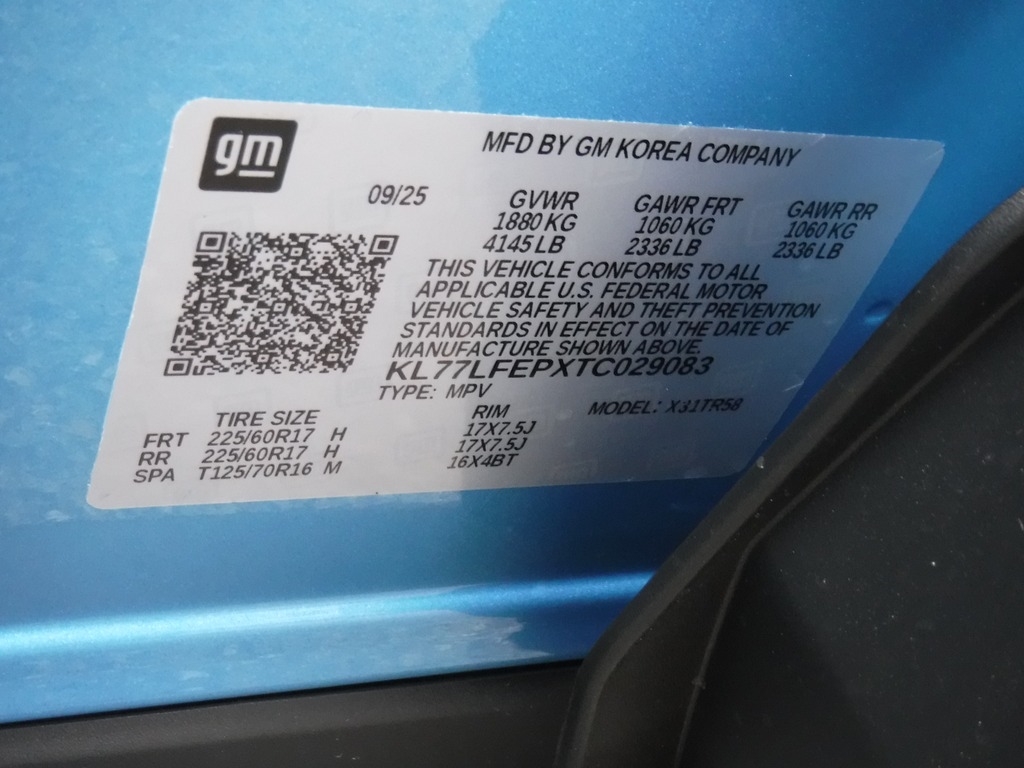 gm
MFD BY GM KOREA COMPANY
09/25 GVWR GAWR FRT GAWR RR
1880 KG 1060 KG 1060 KG
4145 LB 2336 LB 2336 LB
THIS VEHICLE CONFORMS TO ALL
APPLICABLE U.S. FEDERAL MOTOR
VEHICLE SAFETY AND THEFT PREVENTION
STANDARDS IN EFFECT ON THE DATE OF
MANUFACTURE SHOWN ABOVE.
KL77LFEPXTC029083
TYPE: MPV MODEL: X31TR58
TIRE SIZE RIM
FRT 225/60R17 H 17X7.5J
RR 225/60R17 H 17X7.5J
SPA T125/70R16 M 16X4BT